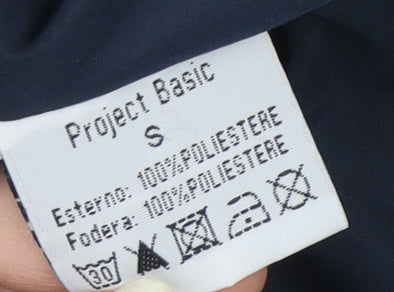 Project Basic
S
Esterno: 100%POLIESTERE
Fodera: 100%POLIESTERE
30